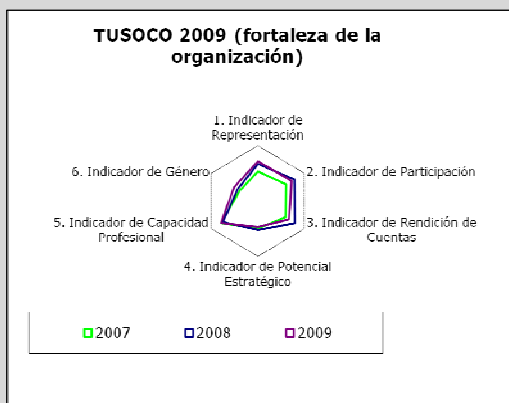 TUSOCO 2009 (fortaleza de la
organización)
1. Indicador de
Representación
2. Indicador de Participación
3. Indicador de Rendición de
Cuentas
4. Indicador de Potencial
Estratégico
5. Indicador de Capacidad
Profesional
6. Indicador de Género
2007 2008 2009